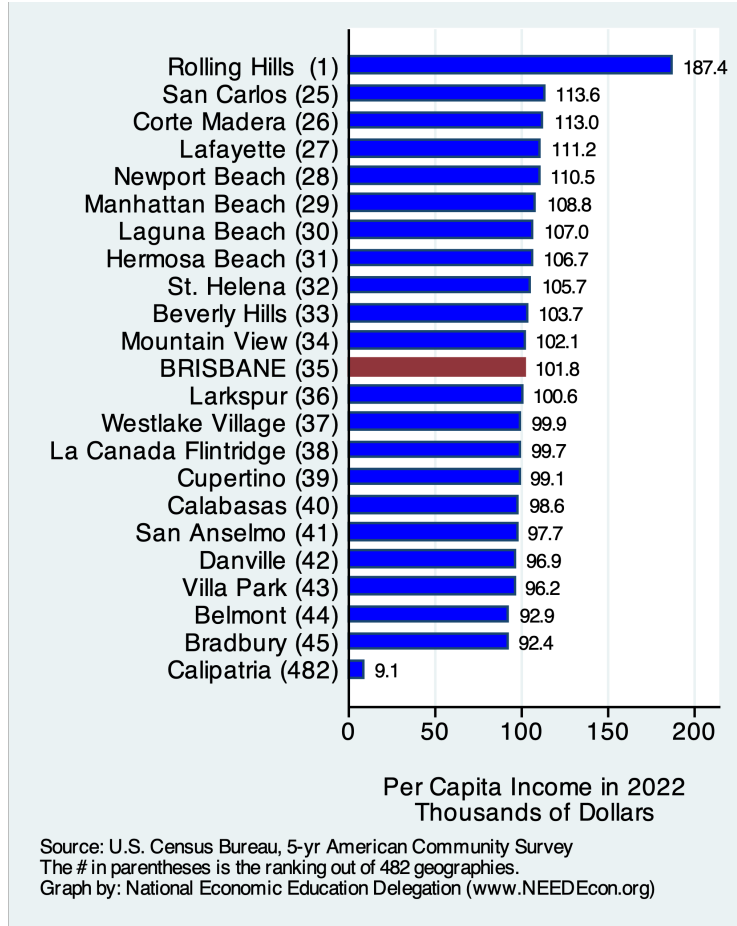 Rolling Hills (1) 187.4
San Carlos (25) 113.6
Corte Madera (26) 113.0
Lafayette (27) 111.2
Newport Beach (28) 110.5
Manhattan Beach (29) 108.8
Laguna Beach (30) 107.0
Hermosa Beach (31) 106.7
St. Helena (32) 105.7
Beverly Hills (33) 103.7
Mountain View (34) 102.1
BRISBANE (35) 101.8
Larkspur (36) 100.6
Westlake Village (37) 99.9
La Canada Flintridge (38) 99.7
Cupertino (39) 99.1
Calabasas (40) 98.6
San Anselmo (41) 97.7
Danville (42) 96.9
Villa Park (43) 96.2
Belmont (44) 92.9
Bradbury (45) 92.4
Calipatria (482) 9.1
0 50 100 150 200
Per Capita Income in 2022
Thousands of Dollars
Source: U.S. Census Bureau, 5-yr American Community Survey
The # in parentheses is the ranking out of 482 geographies.
Graph by: National Economic Education Delegation (www.NEEDEcon.org)